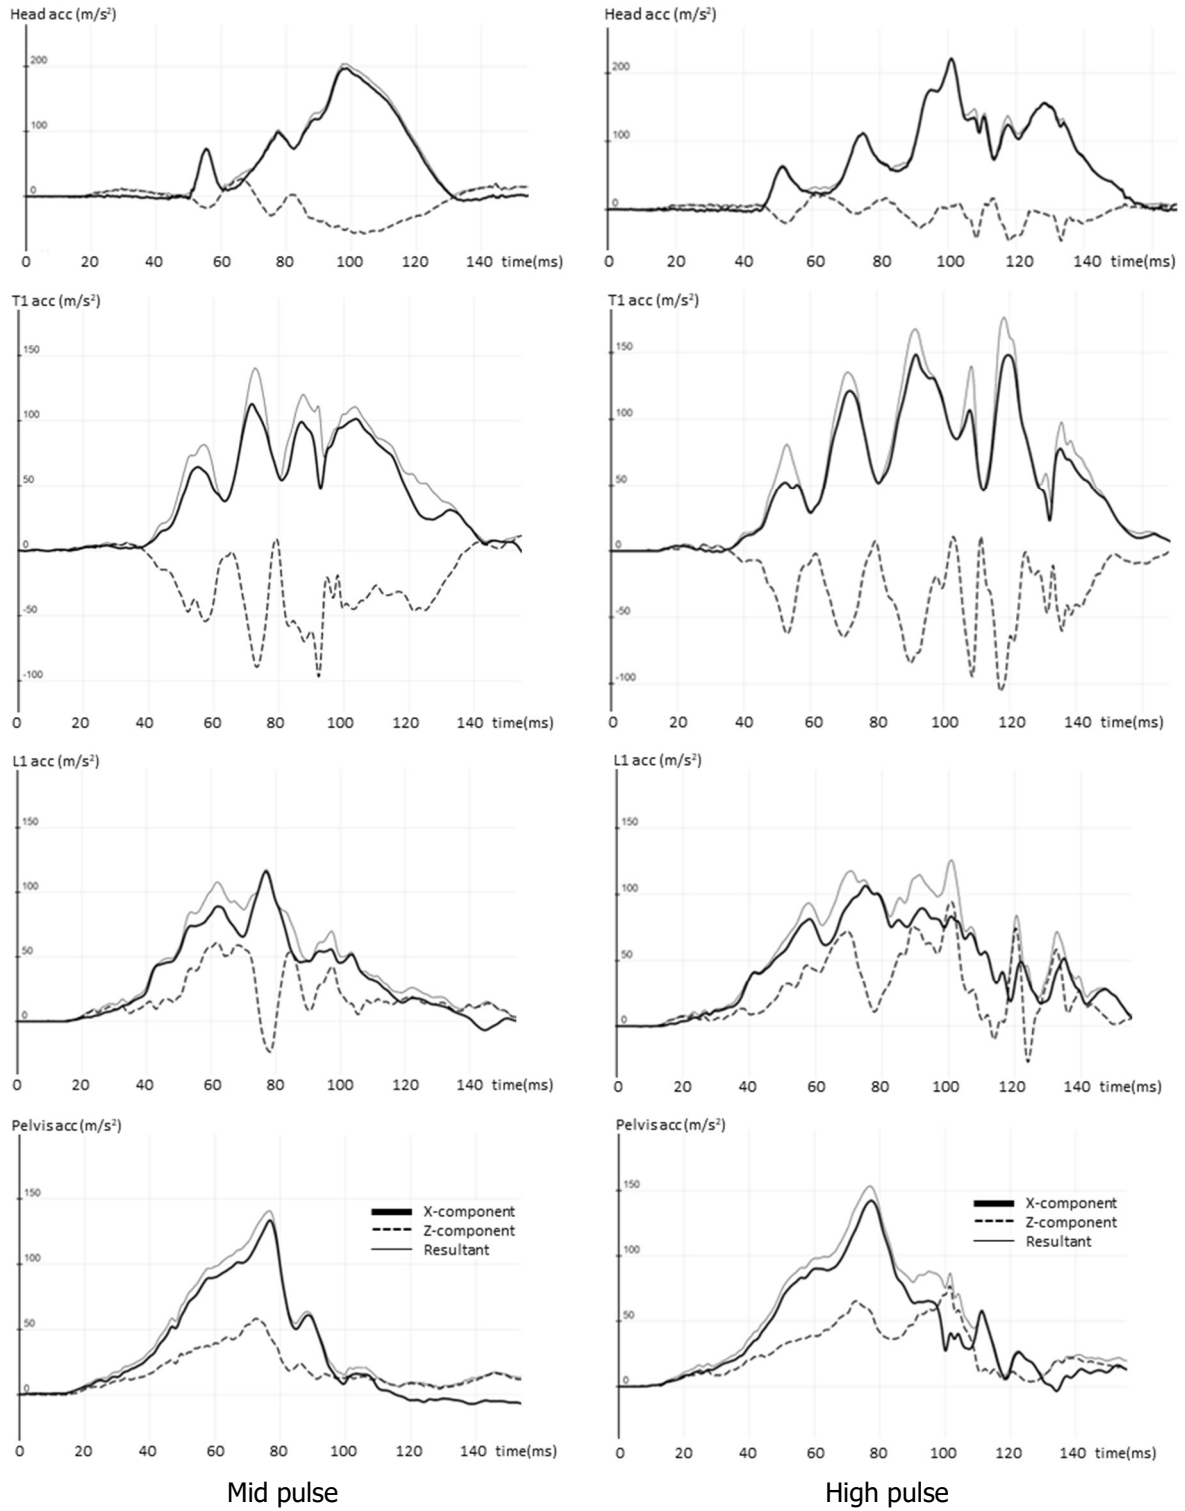 Head acc (m/s²)
200
100
0
0 20 40 60 80 100 120 140 time(ms)
Head acc (m/s²)
200
100
0
0 20 40 60 80 100 120 140 time(ms)
T1 acc (m/s²)
150
100
50
0
-50
-100
0 20 40 60 80 100 120 140 time(ms)
T1 acc (m/s²)
150
100
50
0
-50
-100
0 20 40 60 80 100 120 140 time(ms)
L1 acc (m/s²)
150
100
50
0
0 20 40 60 80 100 120 140 time(ms)
L1 acc (m/s²)
150
100
50
0
0 20 40 60 80 100 120 140 time(ms)
Pelvis acc (m/s²)
150
100
50
0
X-component
Z-component
Resultant
0 20 40 60 80 100 120 140 time(ms)
Pelvis acc (m/s²)
150
100
50
0
X-component
Z-component
Resultant
0 20 40 60 80 100 120 140 time(ms)
Mid pulse
High pulse